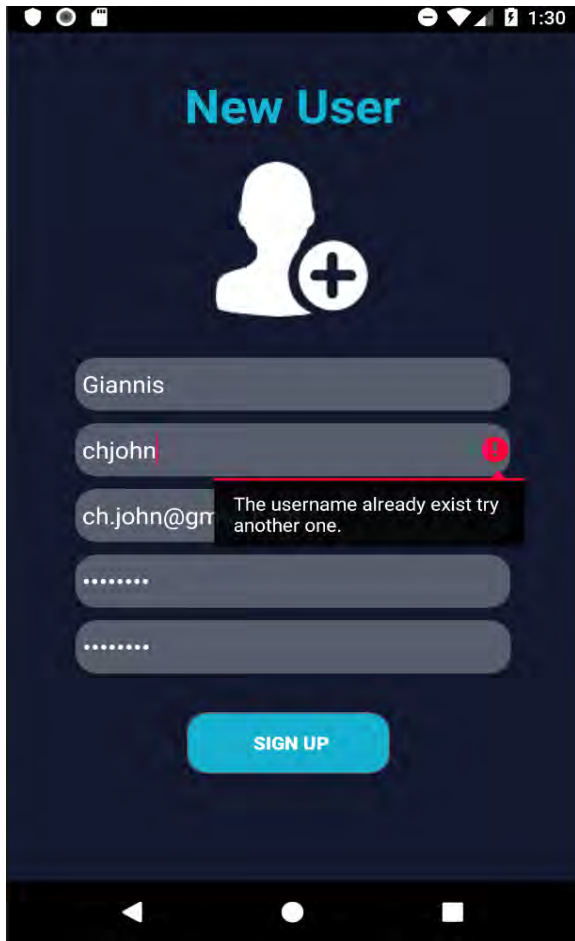 1:30
New User
Giannis
chjohn
The username already exist try
another one.
ch.john@gm
••••••••
••••••••
SIGN UP